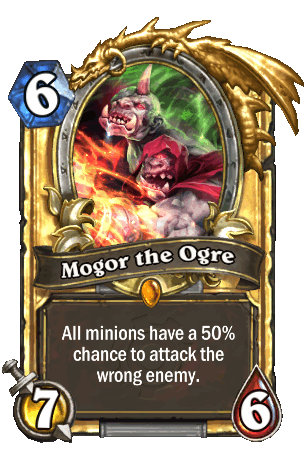 6
Mogor the Ogre
All minions have a 50%
chance to attack the
wrong enemy.
7
6